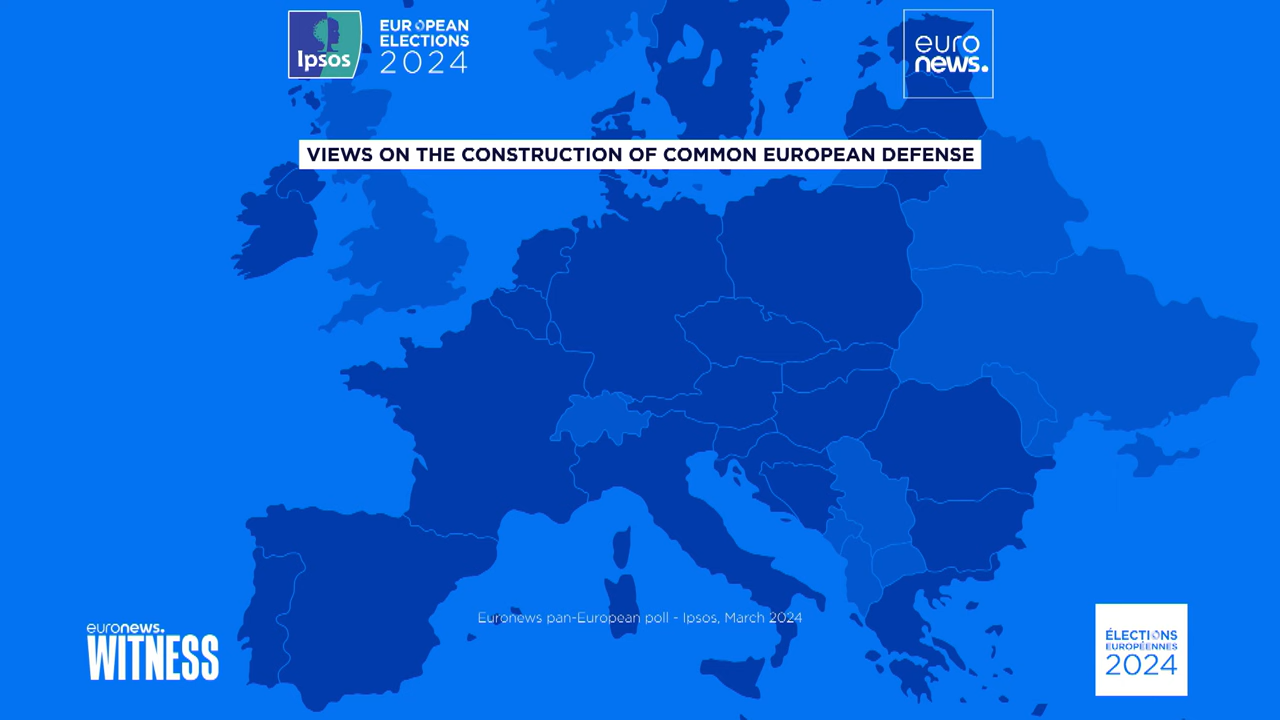 Ipsos
EUROPEAN
ELECTIONS
2024
euro
news.
VIEWS ON THE CONSTRUCTION OF COMMON EUROPEAN DEFENSE
Euronews pan-European poll - Ipsos, March 2024
euronews.
WITNESS
ÉLECTIONS
EUROPÉENNES
2024